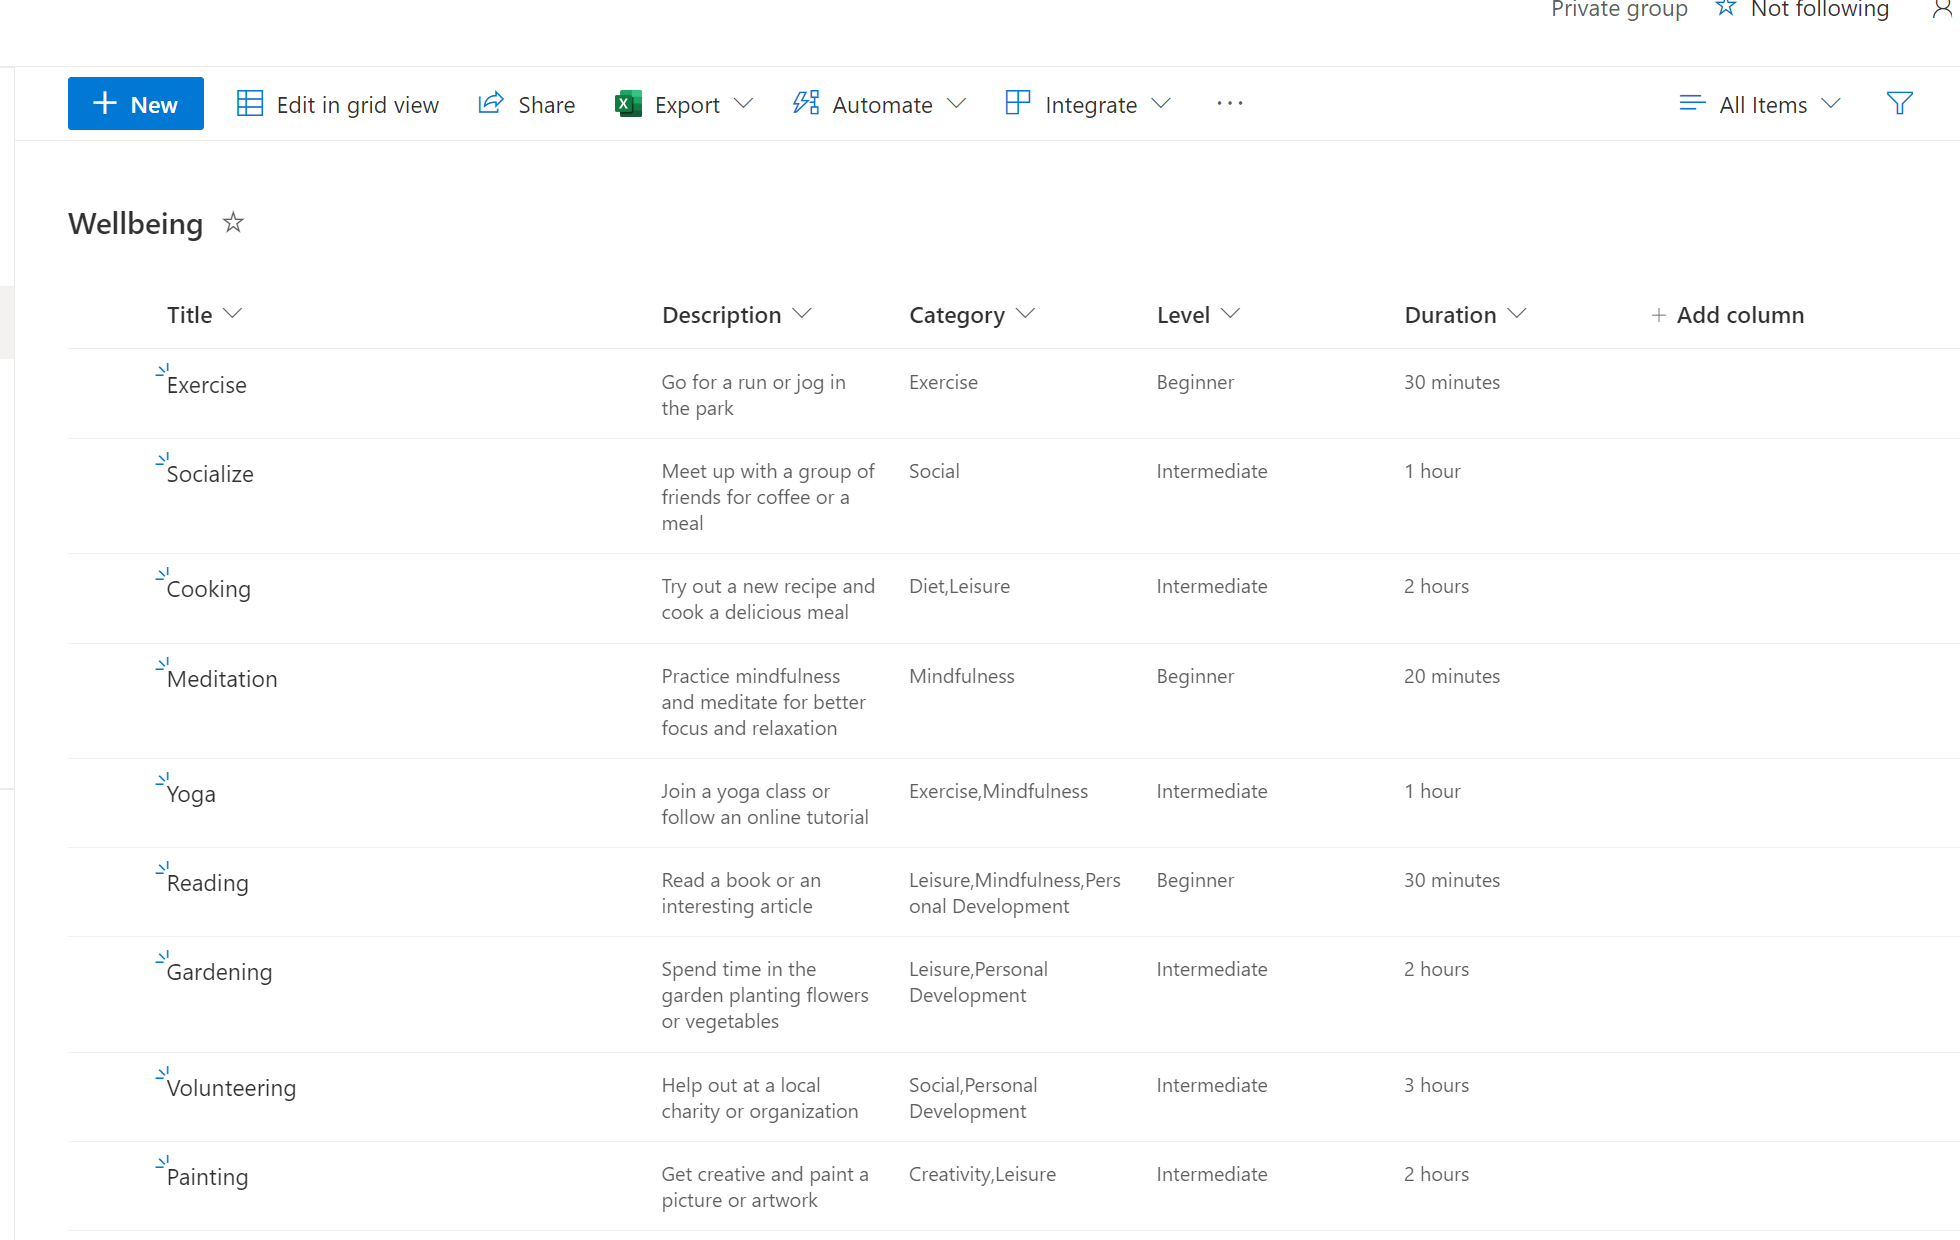 Private group Not following
New Edit in grid view Share Export Automate Integrate ... All Items
Wellbeing
Title Description Category Level Duration + Add column
Exercise Go for a run or jog in Exercise Beginner 30 minutes
the park
Socialize Meet up with a group of Social Intermediate 1 hour
friends for coffee or a
meal
Cooking Try out a new recipe and Diet,Leisure Intermediate 2 hours
cook a delicious meal
Meditation Practice mindfulness Mindfulness Beginner 20 minutes
and meditate for better
focus and relaxation
Yoga Join a yoga class or Exercise,Mindfulness Intermediate 1 hour
follow an online tutorial
Reading Read a book or an Leisure,Mindfulness,Pers Beginner 30 minutes
interesting article onal Development
Gardening Spend time in the Leisure,Personal Intermediate 2 hours
garden planting flowers Development
or vegetables
Volunteering Help out at a local Social,Personal Intermediate 3 hours
charity or organization Development
Painting Get creative and paint a Creativity,Leisure Intermediate 2 hours
picture or artwork